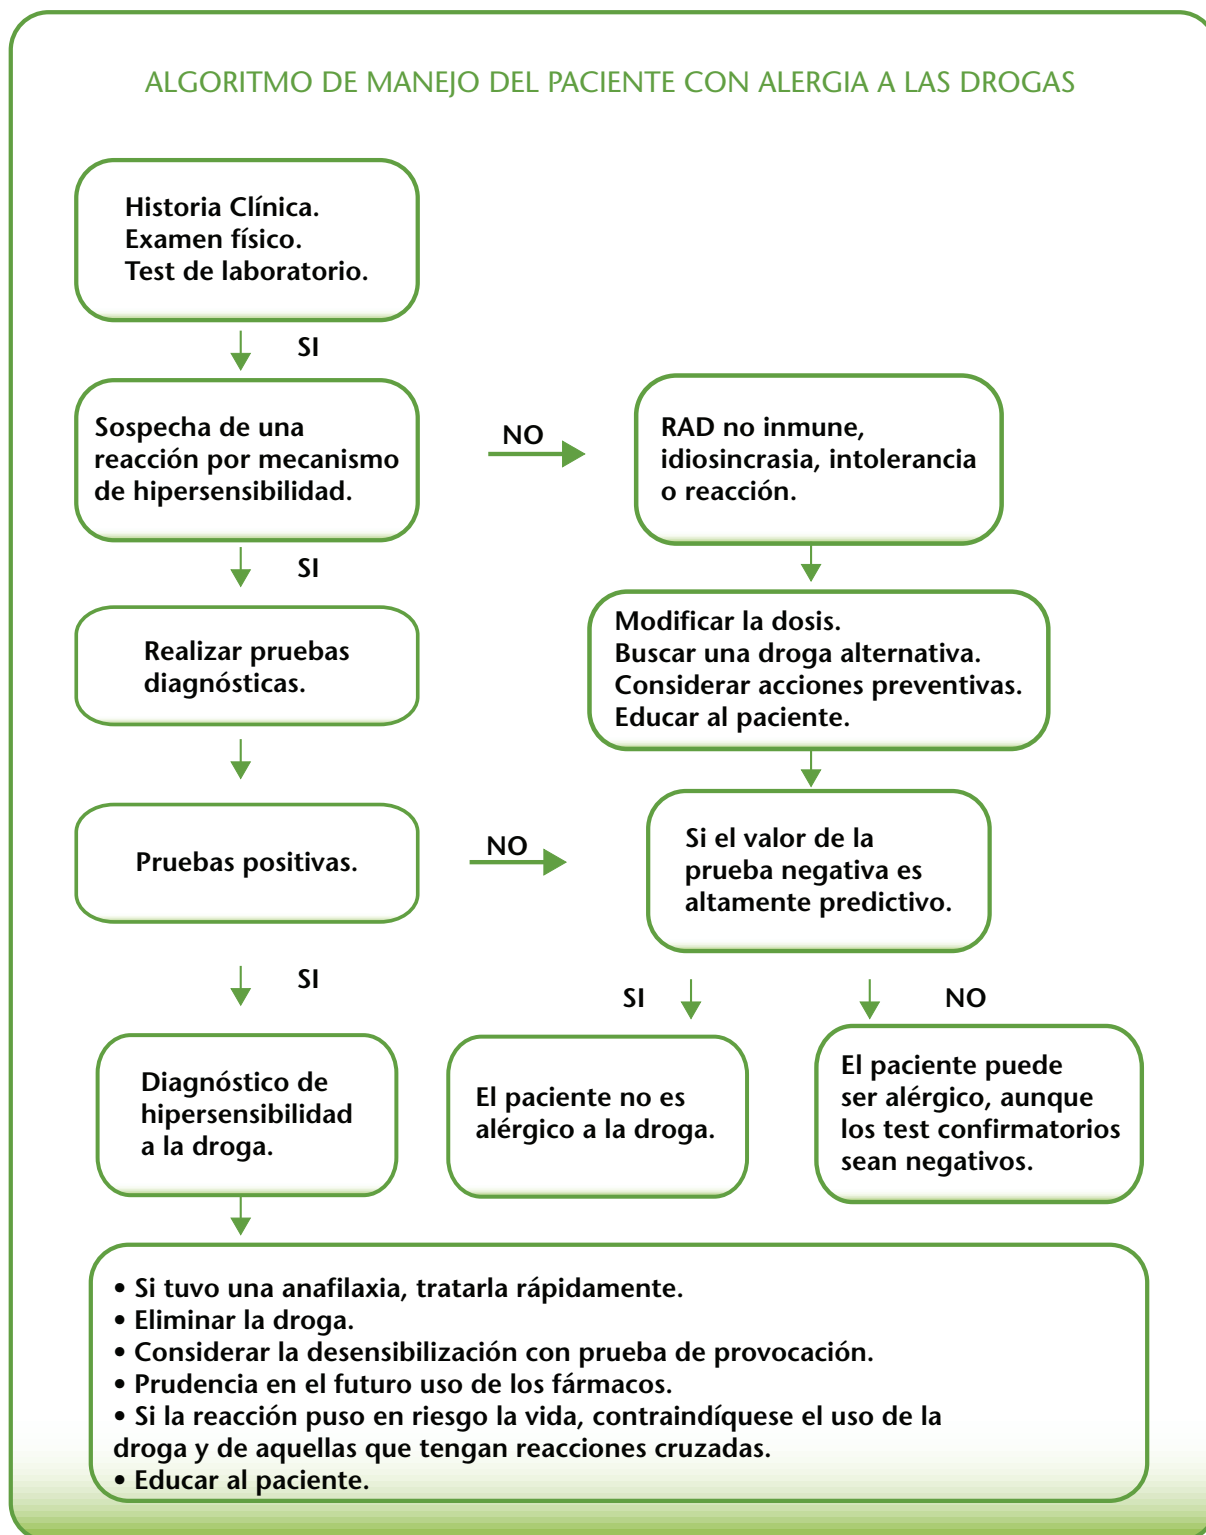 ALGORITMO DE MANEJO DEL PACIENTE CON ALERGIA A LAS DROGAS
Historia Clínica.
Examen físico.
Test de laboratorio.
SI
Sospecha de una
reacción por mecanismo
de hipersensibilidad.
NO
RAD no inmune,
idiosincrasia, intolerancia
o reacción.
SI
Realizar pruebas
diagnósticas.
Modificar la dosis.
Buscar una droga alternativa.
Considerar acciones preventivas.
Educar al paciente.
Pruebas positivas.
NO
Si el valor de la
prueba negativa es
altamente predictivo.
SI
SI
NO
Diagnóstico de
hipersensibilidad
a la droga.
El paciente no es
alérgico a la droga.
El paciente puede
ser alérgico, aunque
los test confirmatorios
sean negativos.
• Si tuvo una anafilaxia, tratarla rápidamente.
• Eliminar la droga.
• Considerar la desensibilización con prueba de provocación.
• Prudencia en el futuro uso de los fármacos.
• Si la reacción puso en riesgo la vida, contraindíquese el uso de la
droga y de aquellas que tengan reacciones cruzadas.
• Educar al paciente.